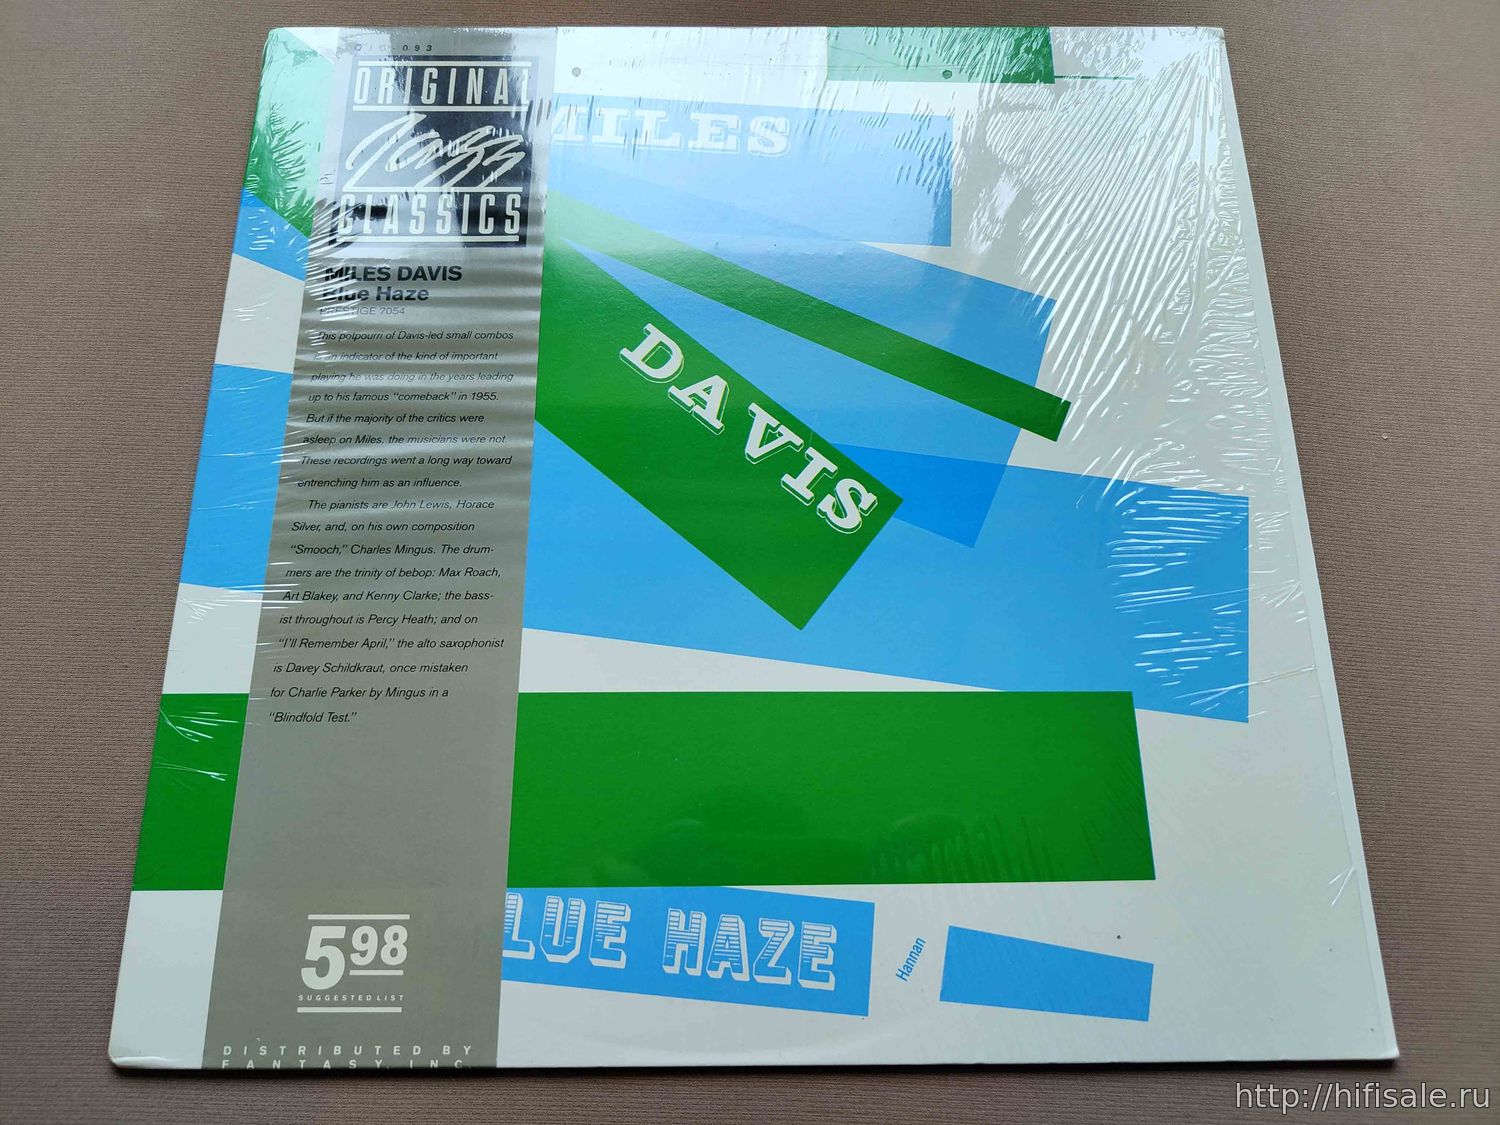 OJC-093
ORIGINAL
Jazz
CLASSICS
MILES DAVIS
Blue Haze
PRESTIGE 7054
This potpourri of Davis-led small combos
is an indicator of the kind of important
playing he was doing in the years leading
up to his famous “comeback” in 1955.
But if the majority of the critics were
asleep on Miles, the musicians were not.
These recordings went a long way toward
entrenching him as an influence.
The pianists are John Lewis, Horace
Silver, and, on his own composition
“Smooch,” Charles Mingus. The drum-
mers are the trinity of bebop: Max Roach,
Art Blakey, and Kenny Clarke; the bass-
ist throughout is Percy Heath; and on
“I’ll Remember April,” the alto saxophonist
is Davey Schildkraut, once mistaken
for Charlie Parker by Mingus in a
“Blindfold Test.”
5.98
SUGGESTED LIST
DISTRIBUTED BY
FANTASY, INC.
MILES
DAVIS
LUE HAZE
Hannan
http://hifisale.ru